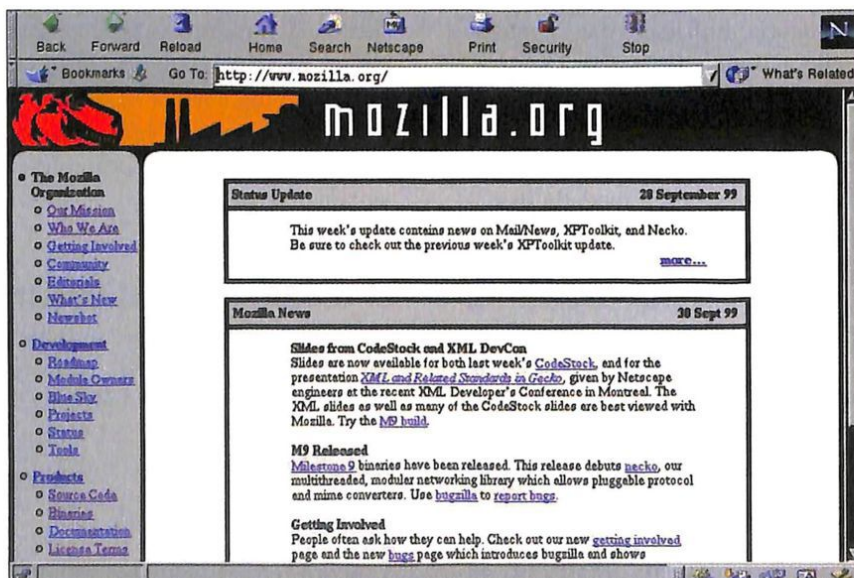 Back Forward Reload Home Search Netscape Print Security Stop
N
Bookmarks Go To: http://www.mozilla.org/ What's Related
mozilla.org
The Mozilla
Organization
Our Mission
Who We Are
Getting Involved
Community
Editorials
What's New
Newsbot
Development
Roadmap
Module Owners
Blue Sky
Projects
Status
Tools
Products
Source Code
Binaries
Documentation
License Terms
Status Update 28 September 99
This week's update contains news on Mail/News, XPToolkit, and Necko.
Be sure to check out the previous week's XPToolkit update.
more...
Mozilla News 30 Sept 99
Slides from CodeStock and XML DevCon
Slides are now available for both last week's CodeStock, and for the
presentation XML and Related Standards in Gecko, given by Netscape
engineers at the recent XML Developer's Conference in Montreal. The
XML slides as well as many of the CodeStock slides are best viewed with
Mozilla. Try the M9 build.
M9 Released
Milestone 9 binaries have been released. This release debuts necko, our
multithreaded, modular networking library which allows pluggable protocol
and mime converters. Use bugzilla to report bugs.
Getting Involved
People often ask how they can help. Check out our new getting involved
page and the new bugs page which introduces bugzilla and shows